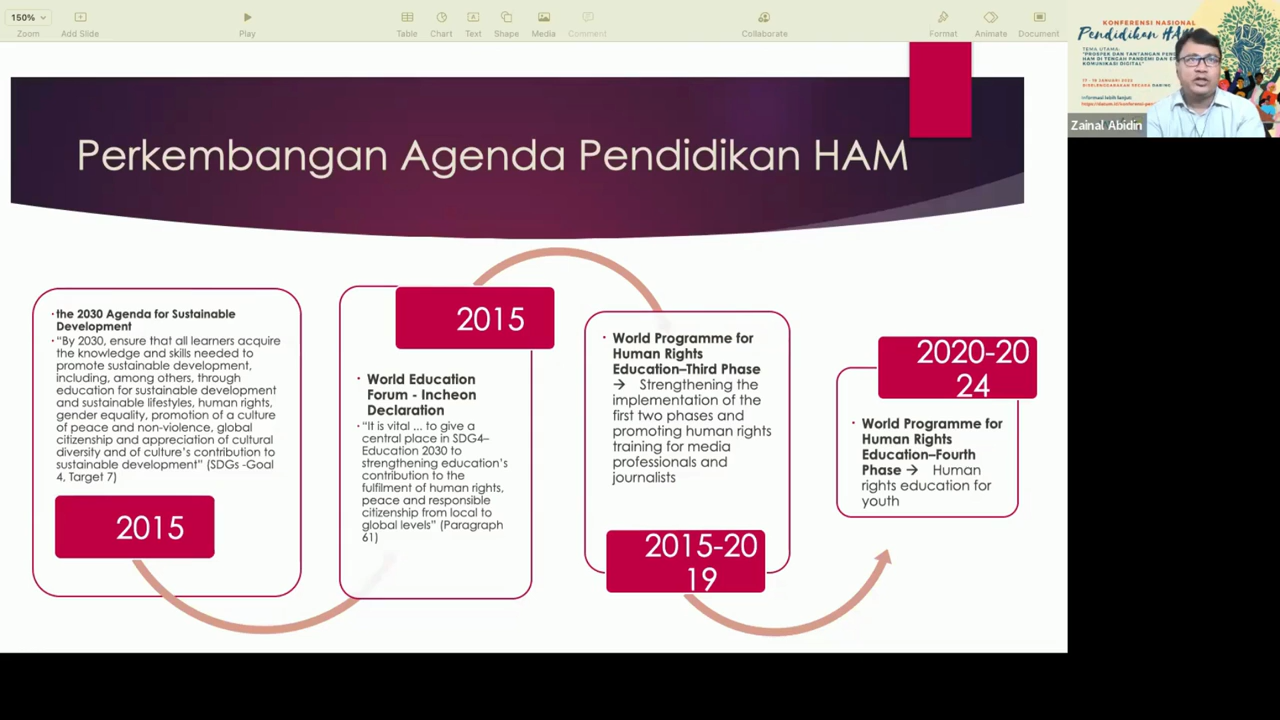 150%
Zoom
Add Slide
Play
Table
Chart
Text
Shape
Media
Comment
Collaborate
Format
Animate
Document
KONFERENSI NASIONAL
Pendidikan HAM
TEMA UTAMA:
HAM DI TENGAH PANDEMI DAN
KOMUNIKASI DIGITAL"
Zainal Abidin
Perkembangan Agenda Pendidikan HAM
the 2030 Agenda for Sustainable
Development
“By 2030, ensure that all learners acquire
the knowledge and skills needed to
promote sustainable development,
including, among others, through
education for sustainable development
and sustainable lifestyles, human rights,
gender equality, promotion of a culture
of peace and non-violence, global
citizenship and appreciation of cultural
diversity and of culture’s contribution to
sustainable development” (SDGs -Goal
4, Target 7)
2015
2015
World Education
Forum - Incheon
Declaration
“It is vital ... to give a
central place in SDG4–
Education 2030 to
strengthening education’s
contribution to the
fulfilment of human rights,
peace and responsible
citizenship from local to
global levels” (Paragraph
61)
World Programme for
Human Rights
Education–Third Phase
→ Strengthening the
implementation of the
first two phases and
promoting human rights
training for media
professionals and
journalists
2015-20
19
2020-20
24
World Programme for
Human Rights
Education–Fourth
Phase → Human
rights education for
youth